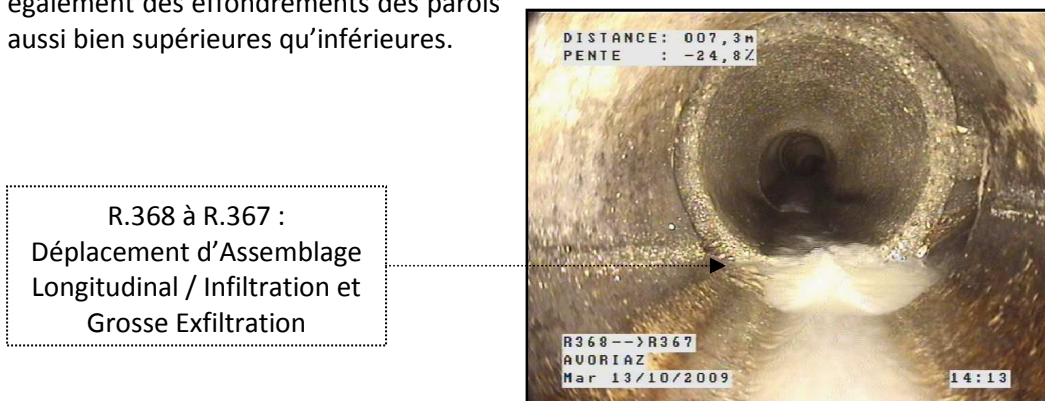 également des effondrements des parois
aussi bien supérieures qu’inférieures.
R.368 à R.367 :
Déplacement d’Assemblage
Longitudinal / Infiltration et
Grosse Exfiltration
DISTANCE: 007,3m
PENTE : -24,8%
R368-->R367
AVORIAZ
Mar 13/10/2009
14:13